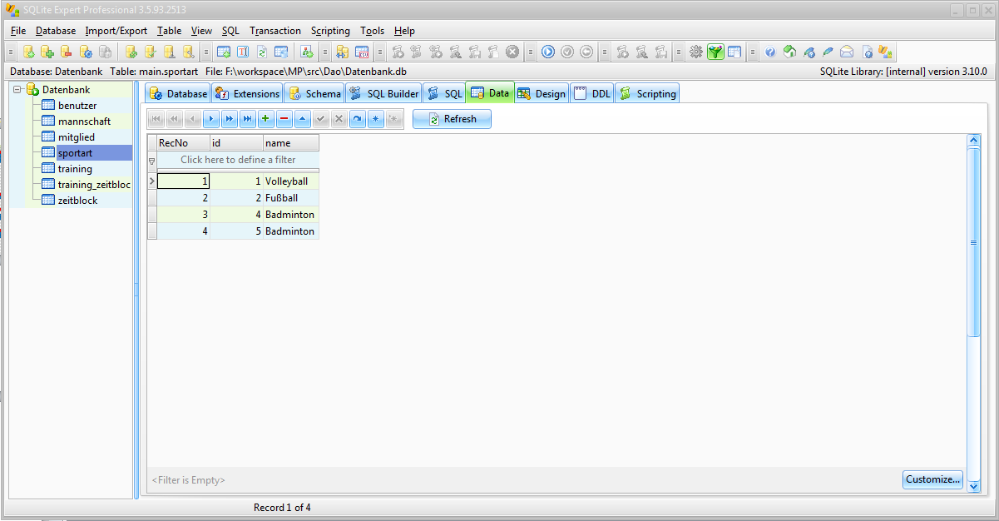 SQLite Expert Professional 3.5.93.2513
File Database Import/Export Table View SQL Transaction Scripting Tools Help
Database: Datenbank Table: main.sportart File: F:\workspace\MP\src\Dao\Datenbank.db SQLite Library: [internal] version 3.10.0
Datenbank
benutzer
mannschaft
mitglied
sportart
training
training_zeitbloc
zeitblock
Database Extensions Schema SQL Builder SQL Data Design DDL Scripting
Refresh
RecNo id name
Click here to define a filter
1 1 Volleyball
2 2 Fußball
3 4 Badminton
4 5 Badminton
<Filter is Empty> Customize...
Record 1 of 4